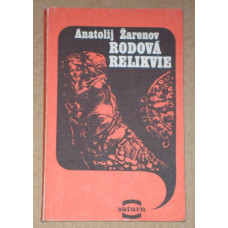 Anatolij Žarenov
RODOVÁ
RELIKVIE
saturn